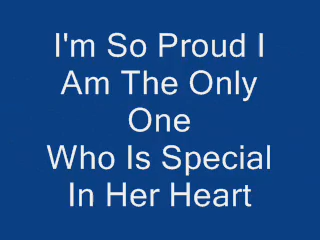 I'm So Proud I
Am The Only
One
Who Is Special
In Her Heart